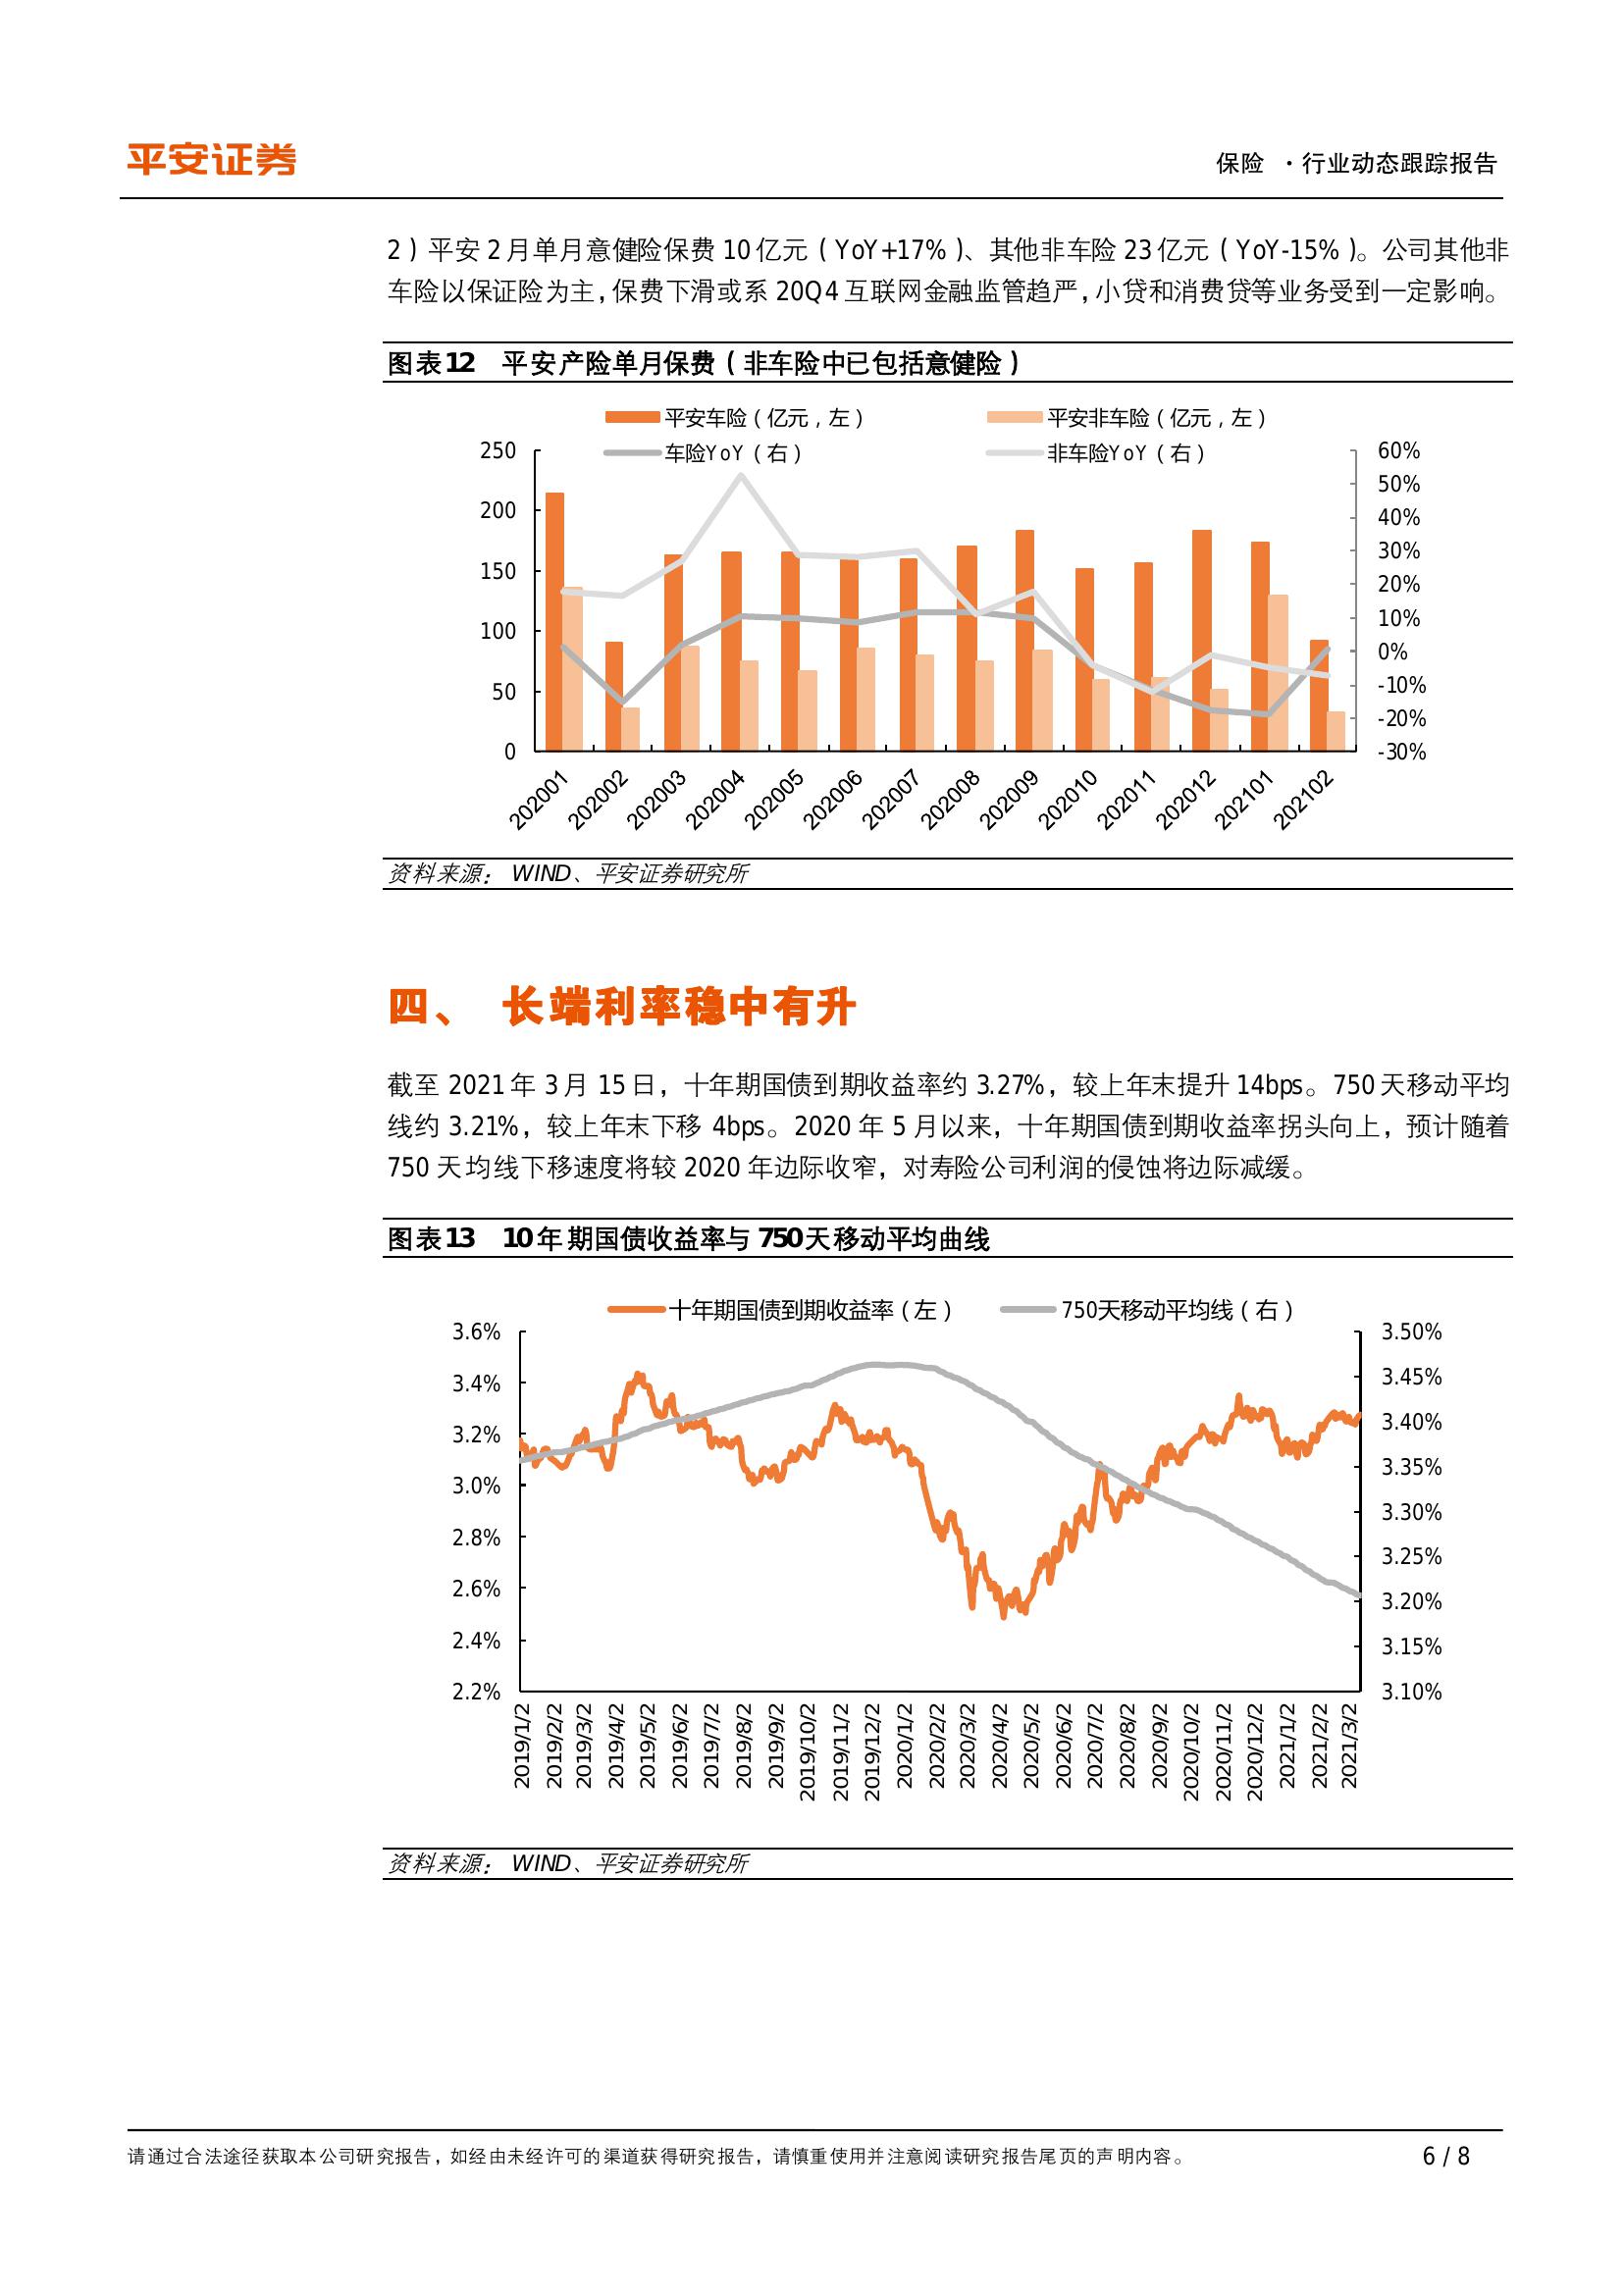 平安证券
保险 ·行业动态跟踪报告
2）平安 2 月单月意健险保费 10 亿元（YoY+17%）、其他非车险 23 亿元（YoY-15%）。公司其他非
车险以保证险为主，保费下滑或系 20Q4 互联网金融监管趋严，小贷和消费贷等业务受到一定影响。
图表12 平安产险单月保费（非车险中已包括意健险）
平安车险（亿元，左） 平安非车险（亿元，左）
车险YoY（右） 非车险YoY（右）
250 60%
50%
200 40%
30%
150 20%
100 10%
0%
50 -10%
-20%
0 -30%
202001 202002 202003 202004 202005 202006 202007 202008 202009 202010 202011 202012 202101 202102
资料来源： WIND、平安证券研究所
四、 长端利率稳中有升
截至 2021 年 3 月 15 日，十年期国债到期收益率约 3.27%，较上年末提升 14bps。750 天移动平均
线约 3.21%，较上年末下移 4bps。2020 年 5 月以来，十年期国债到期收益率拐头向上，预计随着
750 天均线下移速度将较 2020 年边际收窄，对寿险公司利润的侵蚀将边际减缓。
图表13 10年期国债收益率与750天移动平均曲线
十年期国债到期收益率（左） 750天移动平均线（右）
3.6% 3.50%
3.4% 3.45%
3.40%
3.2% 3.35%
3.0% 3.30%
2.8% 3.25%
2.6% 3.20%
2.4% 3.15%
2.2% 3.10%
2019/1/2 2019/2/2 2019/3/2 2019/4/2 2019/5/2 2019/6/2 2019/7/2 2019/8/2 2019/9/2 2019/10/2 2019/11/2 2019/12/2 2020/1/2 2020/2/2 2020/3/2 2020/4/2 2020/5/2 2020/6/2 2020/7/2 2020/8/2 2020/9/2 2020/10/2 2020/11/2 2020/12/2 2021/1/2 2021/2/2 2021/3/2
资料来源： WIND、平安证券研究所
请通过合法途径获取本公司研究报告，如经由未经许可的渠道获得研究报告，请慎重使用并注意阅读研究报告尾页的声明内容。 6 / 8